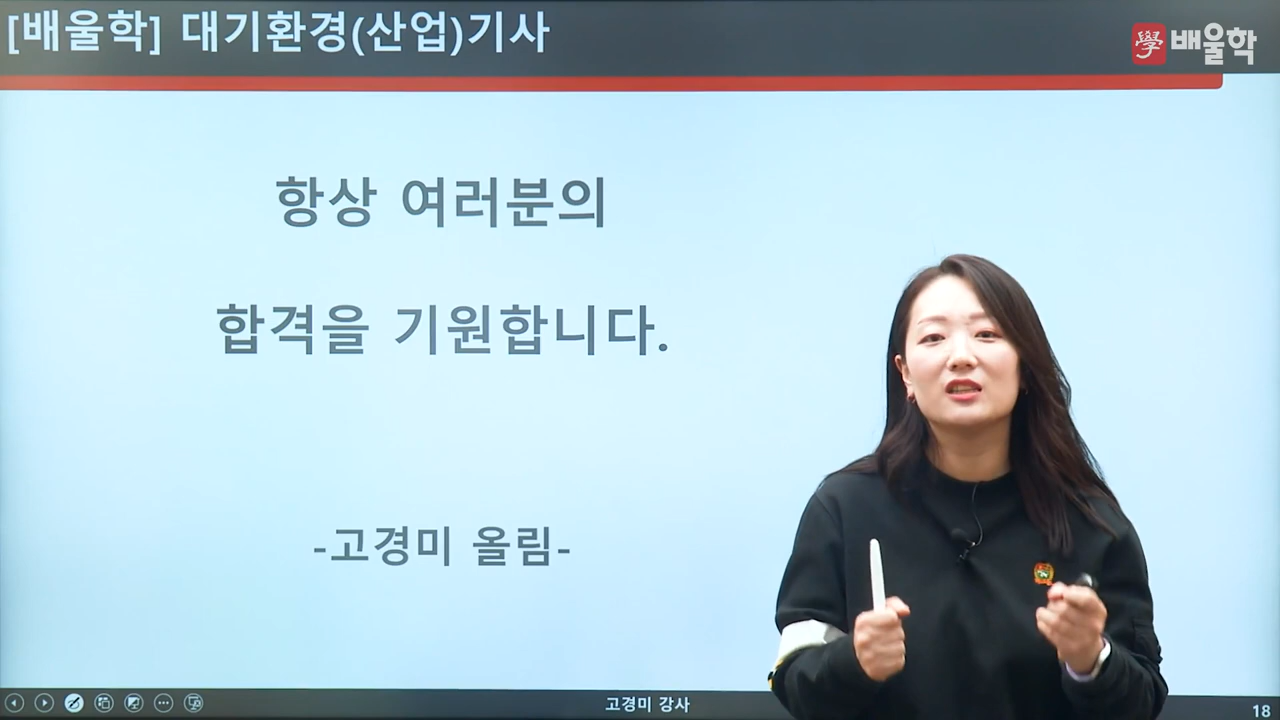 [배울학] 대기환경(산업)기사
學 배울학
항상 여러분의
합격을 기원합니다.
-고경미 올림-
고경미 강사
18